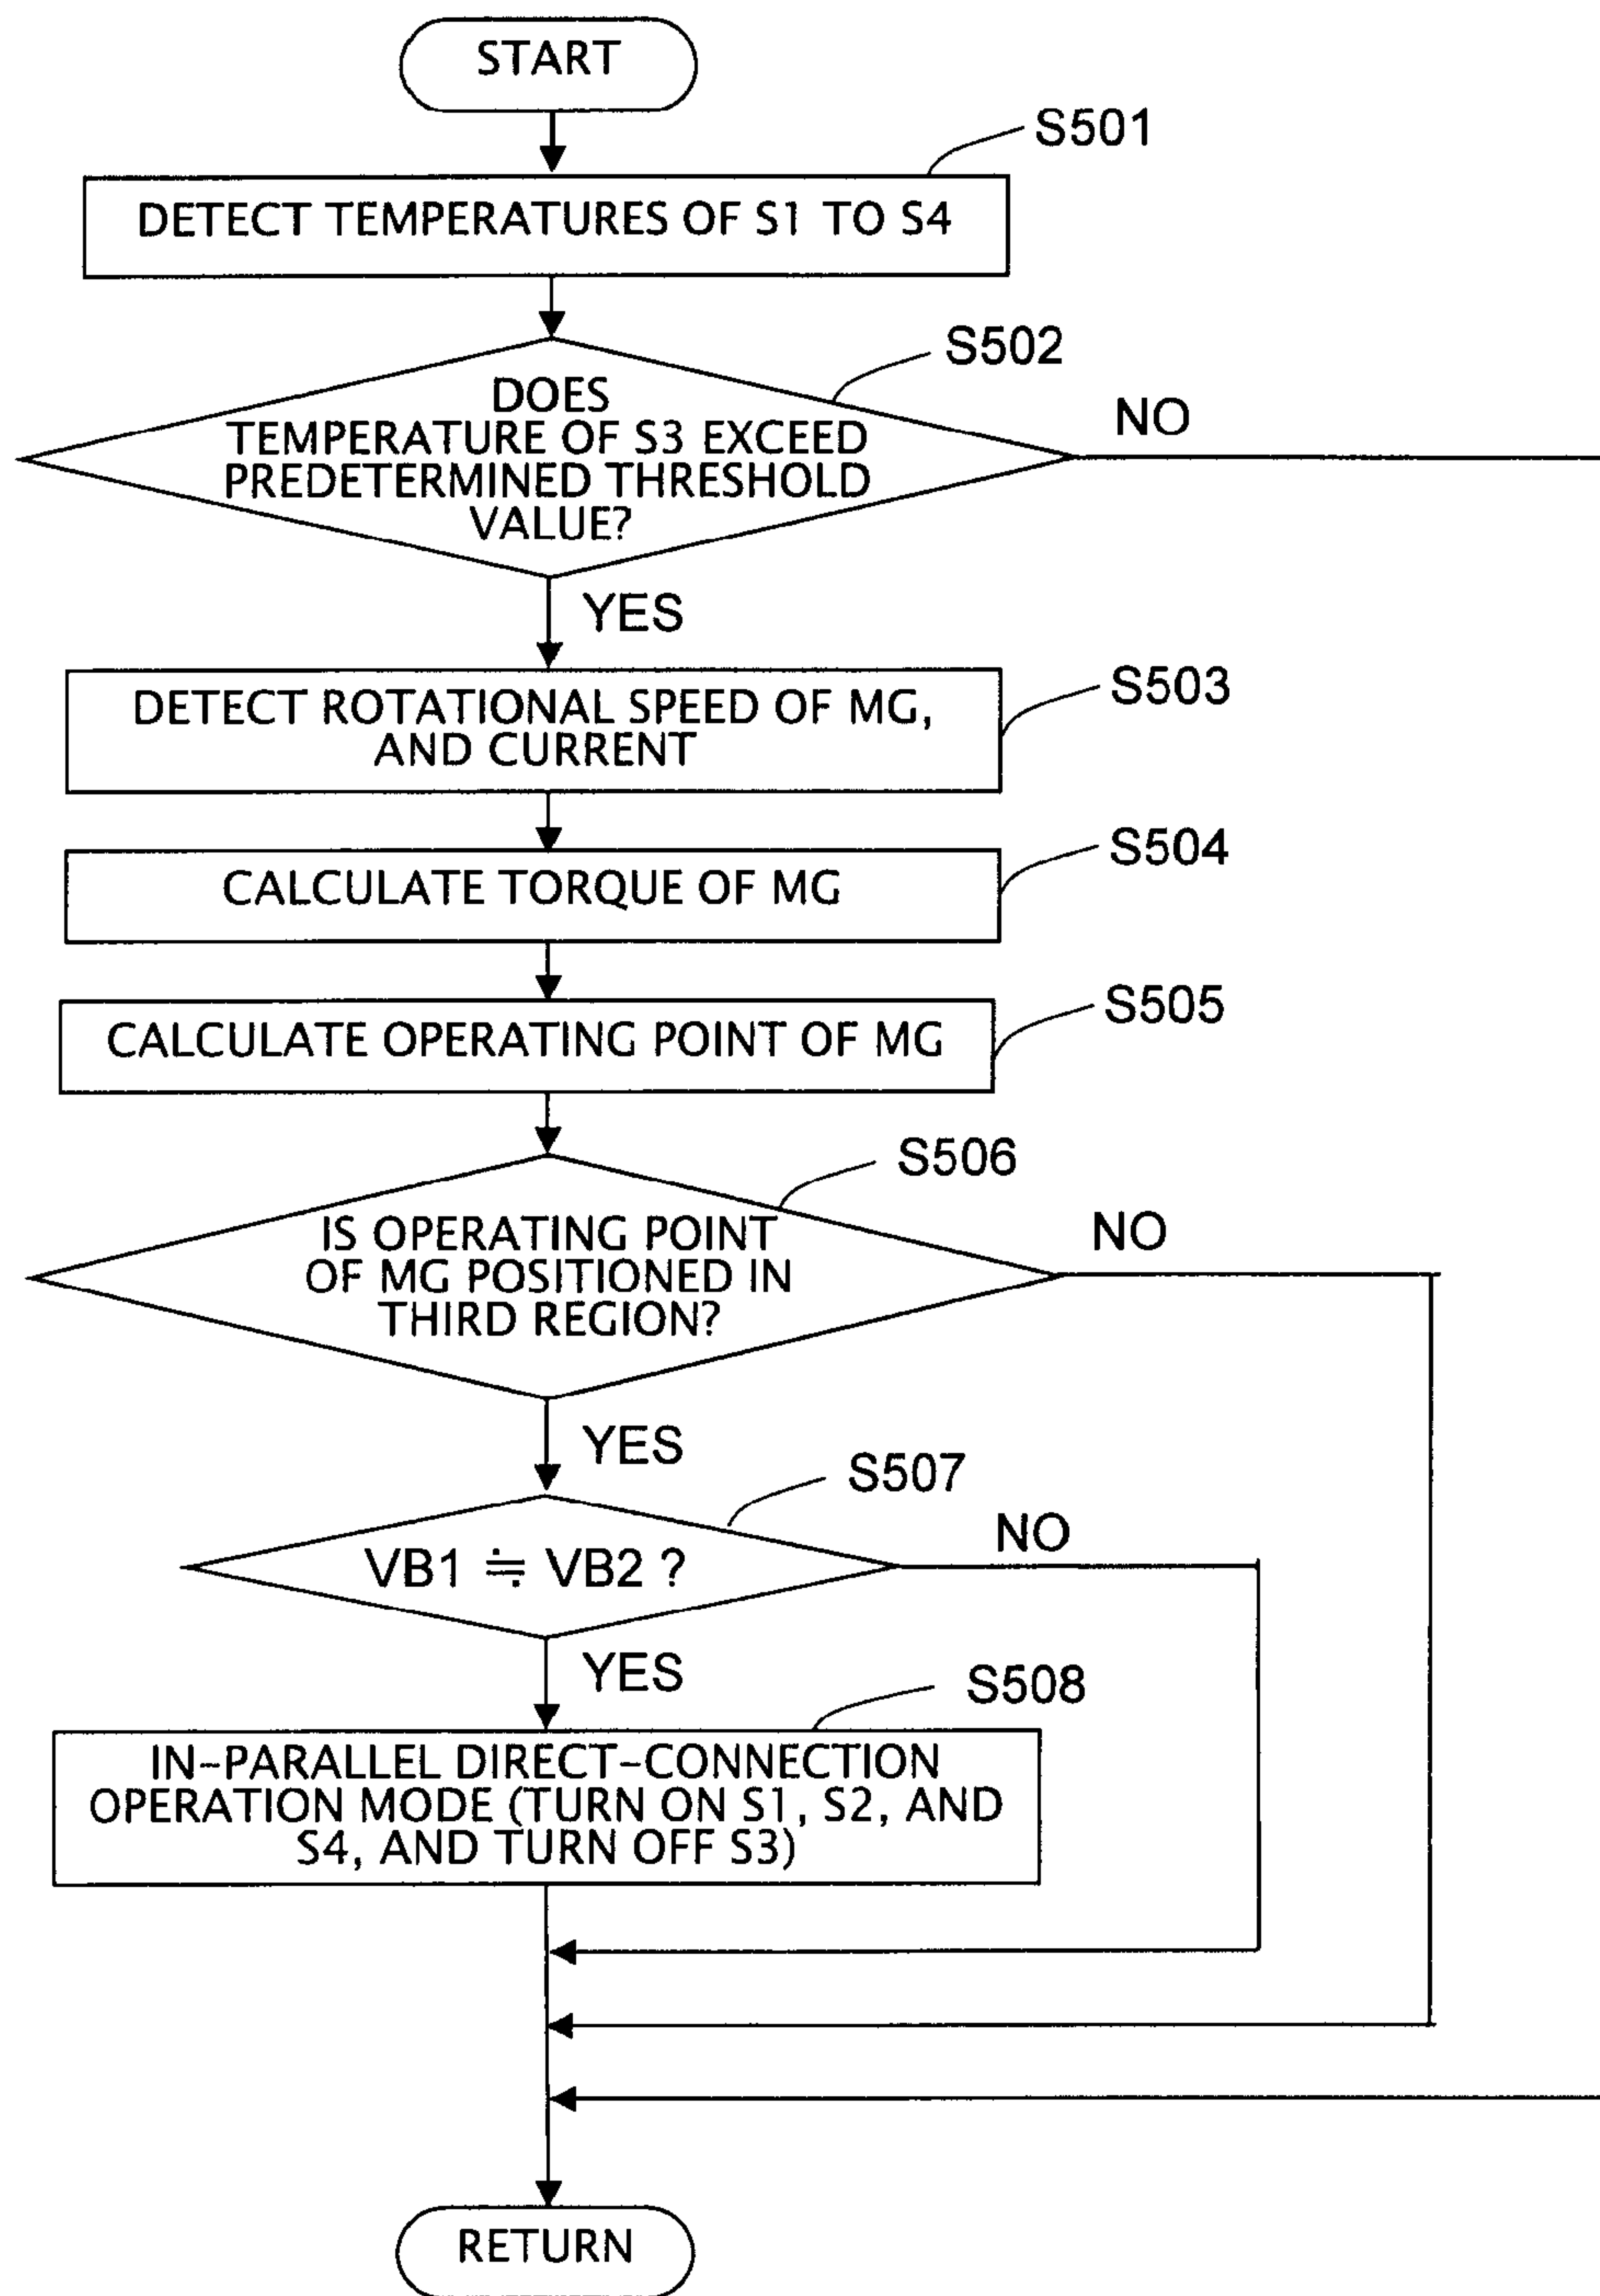 START
S501
DETECT TEMPERATURES OF S1 TO S4
S502
DOES
TEMPERATURE OF S3 EXCEED
PREDETERMINED THRESHOLD
VALUE?
NO
YES
S503
DETECT ROTATIONAL SPEED OF MG,
AND CURRENT
S504
CALCULATE TORQUE OF MG
S505
CALCULATE OPERATING POINT OF MG
S506
IS OPERATING POINT
OF MG POSITIONED IN
THIRD REGION?
NO
YES
S507
VB1 ≒ VB2 ?
NO
YES
S508
IN-PARALLEL DIRECT-CONNECTION
OPERATION MODE (TURN ON S1, S2, AND
S4, AND TURN OFF S3)
RETURN